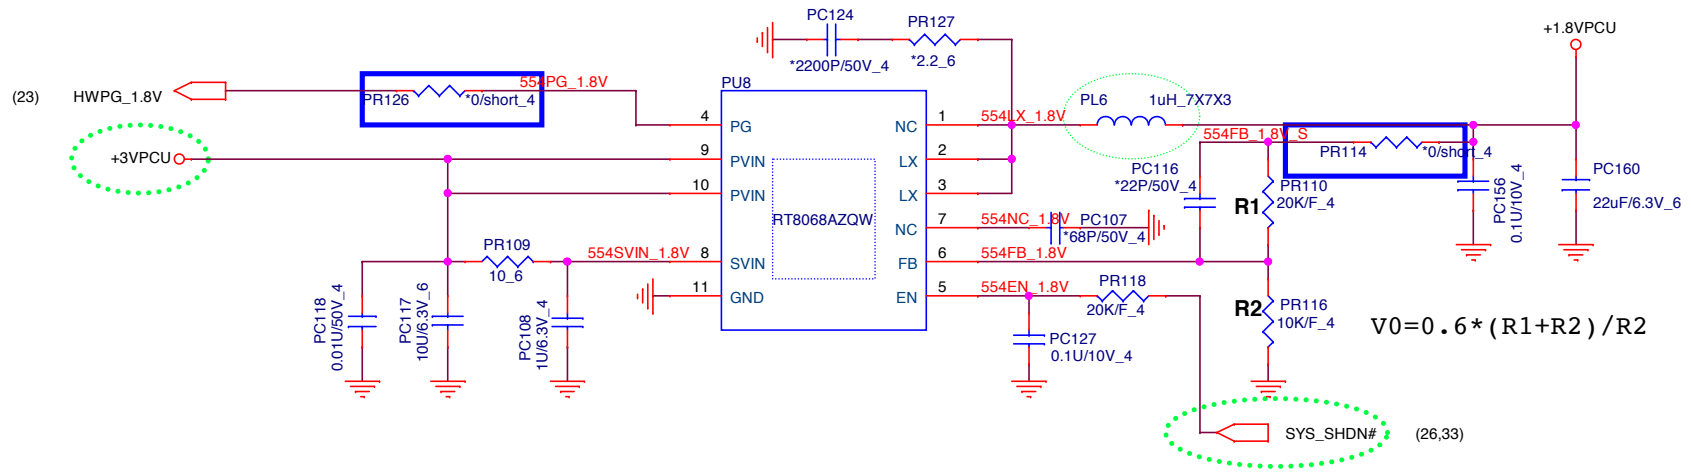 PC124
PR127
*2200P/50V_4
*2.2_6
+1.8VPCU
(23)
HWPG_1.8V
PR126
*0/short_4
554PG_1.8V
PU8
4
PG
NC
1
554LX_1.8V
PL6
1uH_7X7X3
554FB_1.8V_S
PR114
*0/short_4
+3VPCU
9
PVIN
LX
2
10
PVIN
LX
3
PC116
*22P/50V_4
R1
PR110
20K/F_4
PC156
0.1U/10V_4
PC160
22uF/6.3V_6
RT8068AZQW
NC
7
554NC_1.8V
PC107
*68P/50V_4
PR109
10_6
554SVIN_1.8V
8
SVIN
FB
6
554FB_1.8V
11
GND
EN
5
554EN_1.8V
PR118
20K/F_4
R2
PR116
10K/F_4
V0=0.6*(R1+R2)/R2
PC118
0.01U/50V_4
PC117
10U/6.3V_6
PC108
1U/6.3V_4
PC127
0.1U/10V_4
SYS_SHDN#
(26,33)